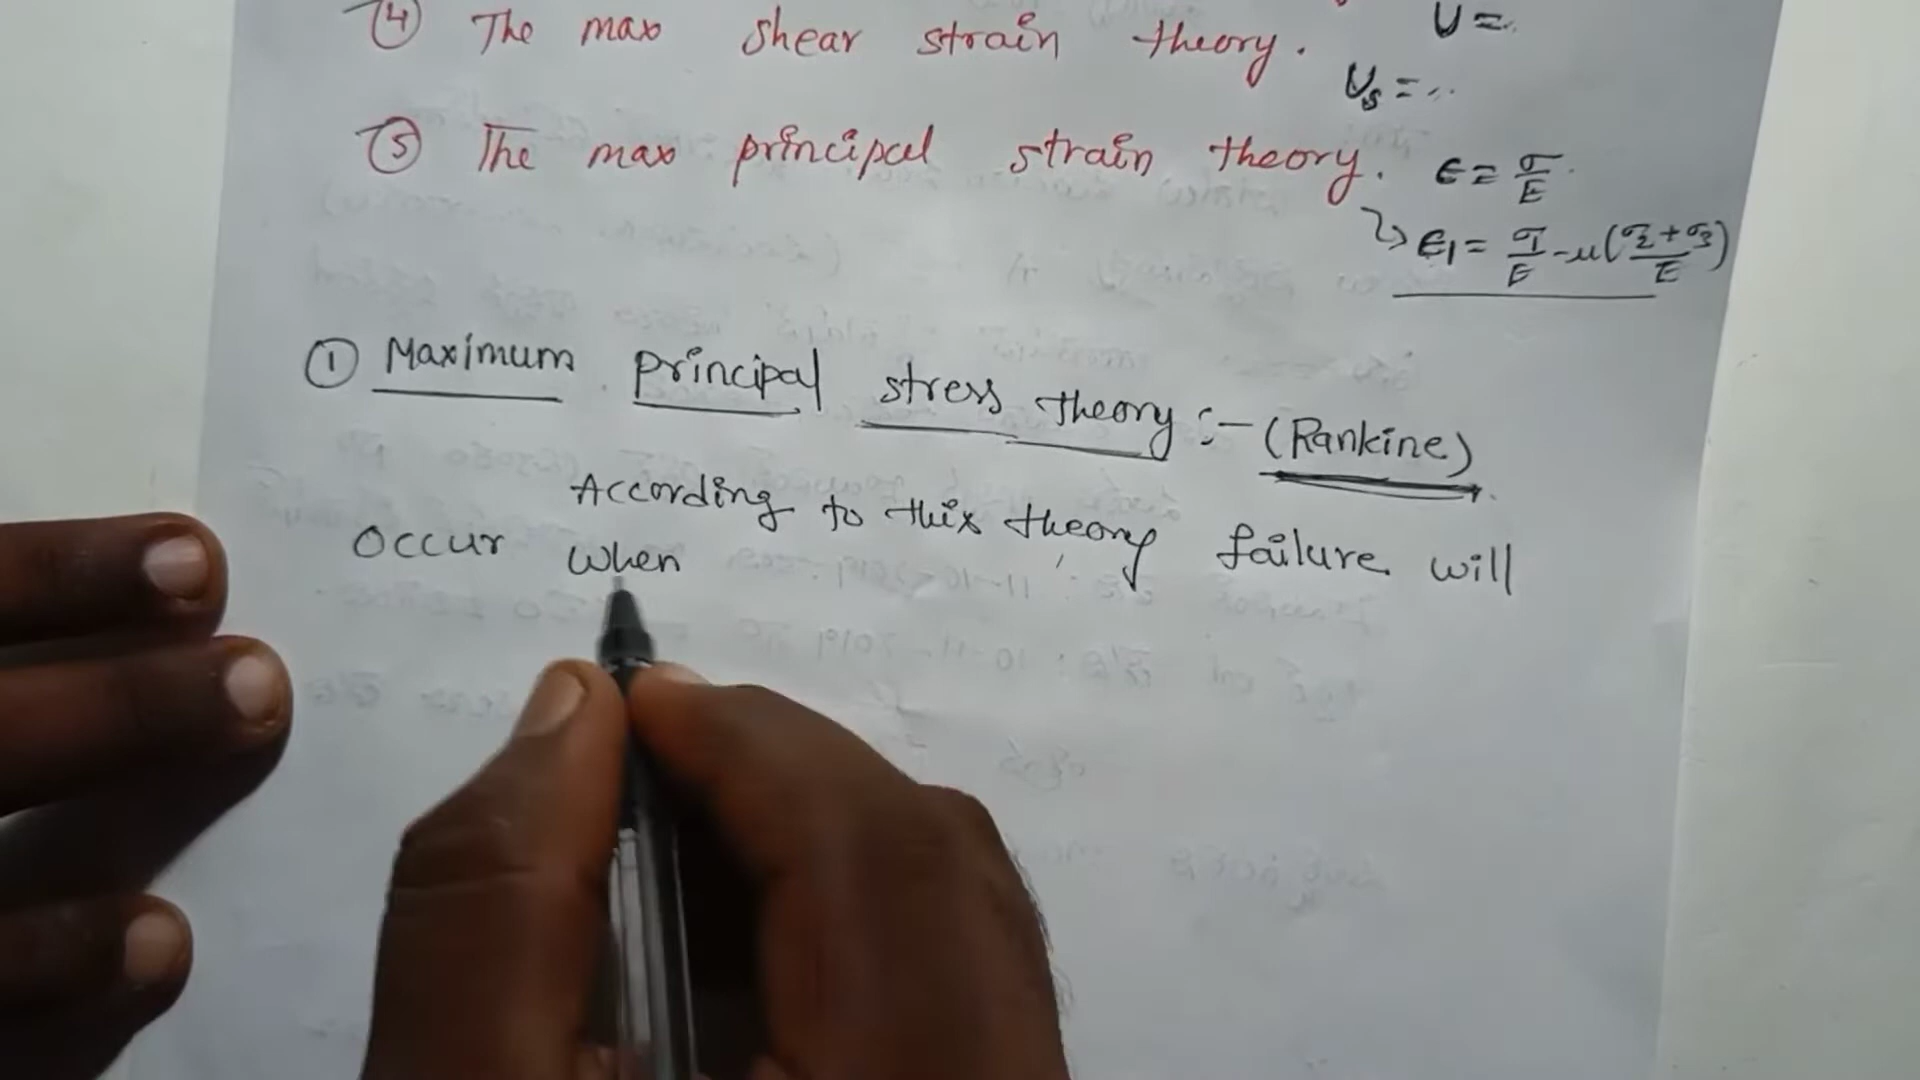 ④ The max shear strain theory.
U = ..
Us = ...
⑤ The max principal strain theory.
ϵ = σ/E
ϵ1 = σ1/E - μ(σ2+σ3/E)
① Maximum principal stress theory :- (Rankine)
According to this theory failure will
occur when